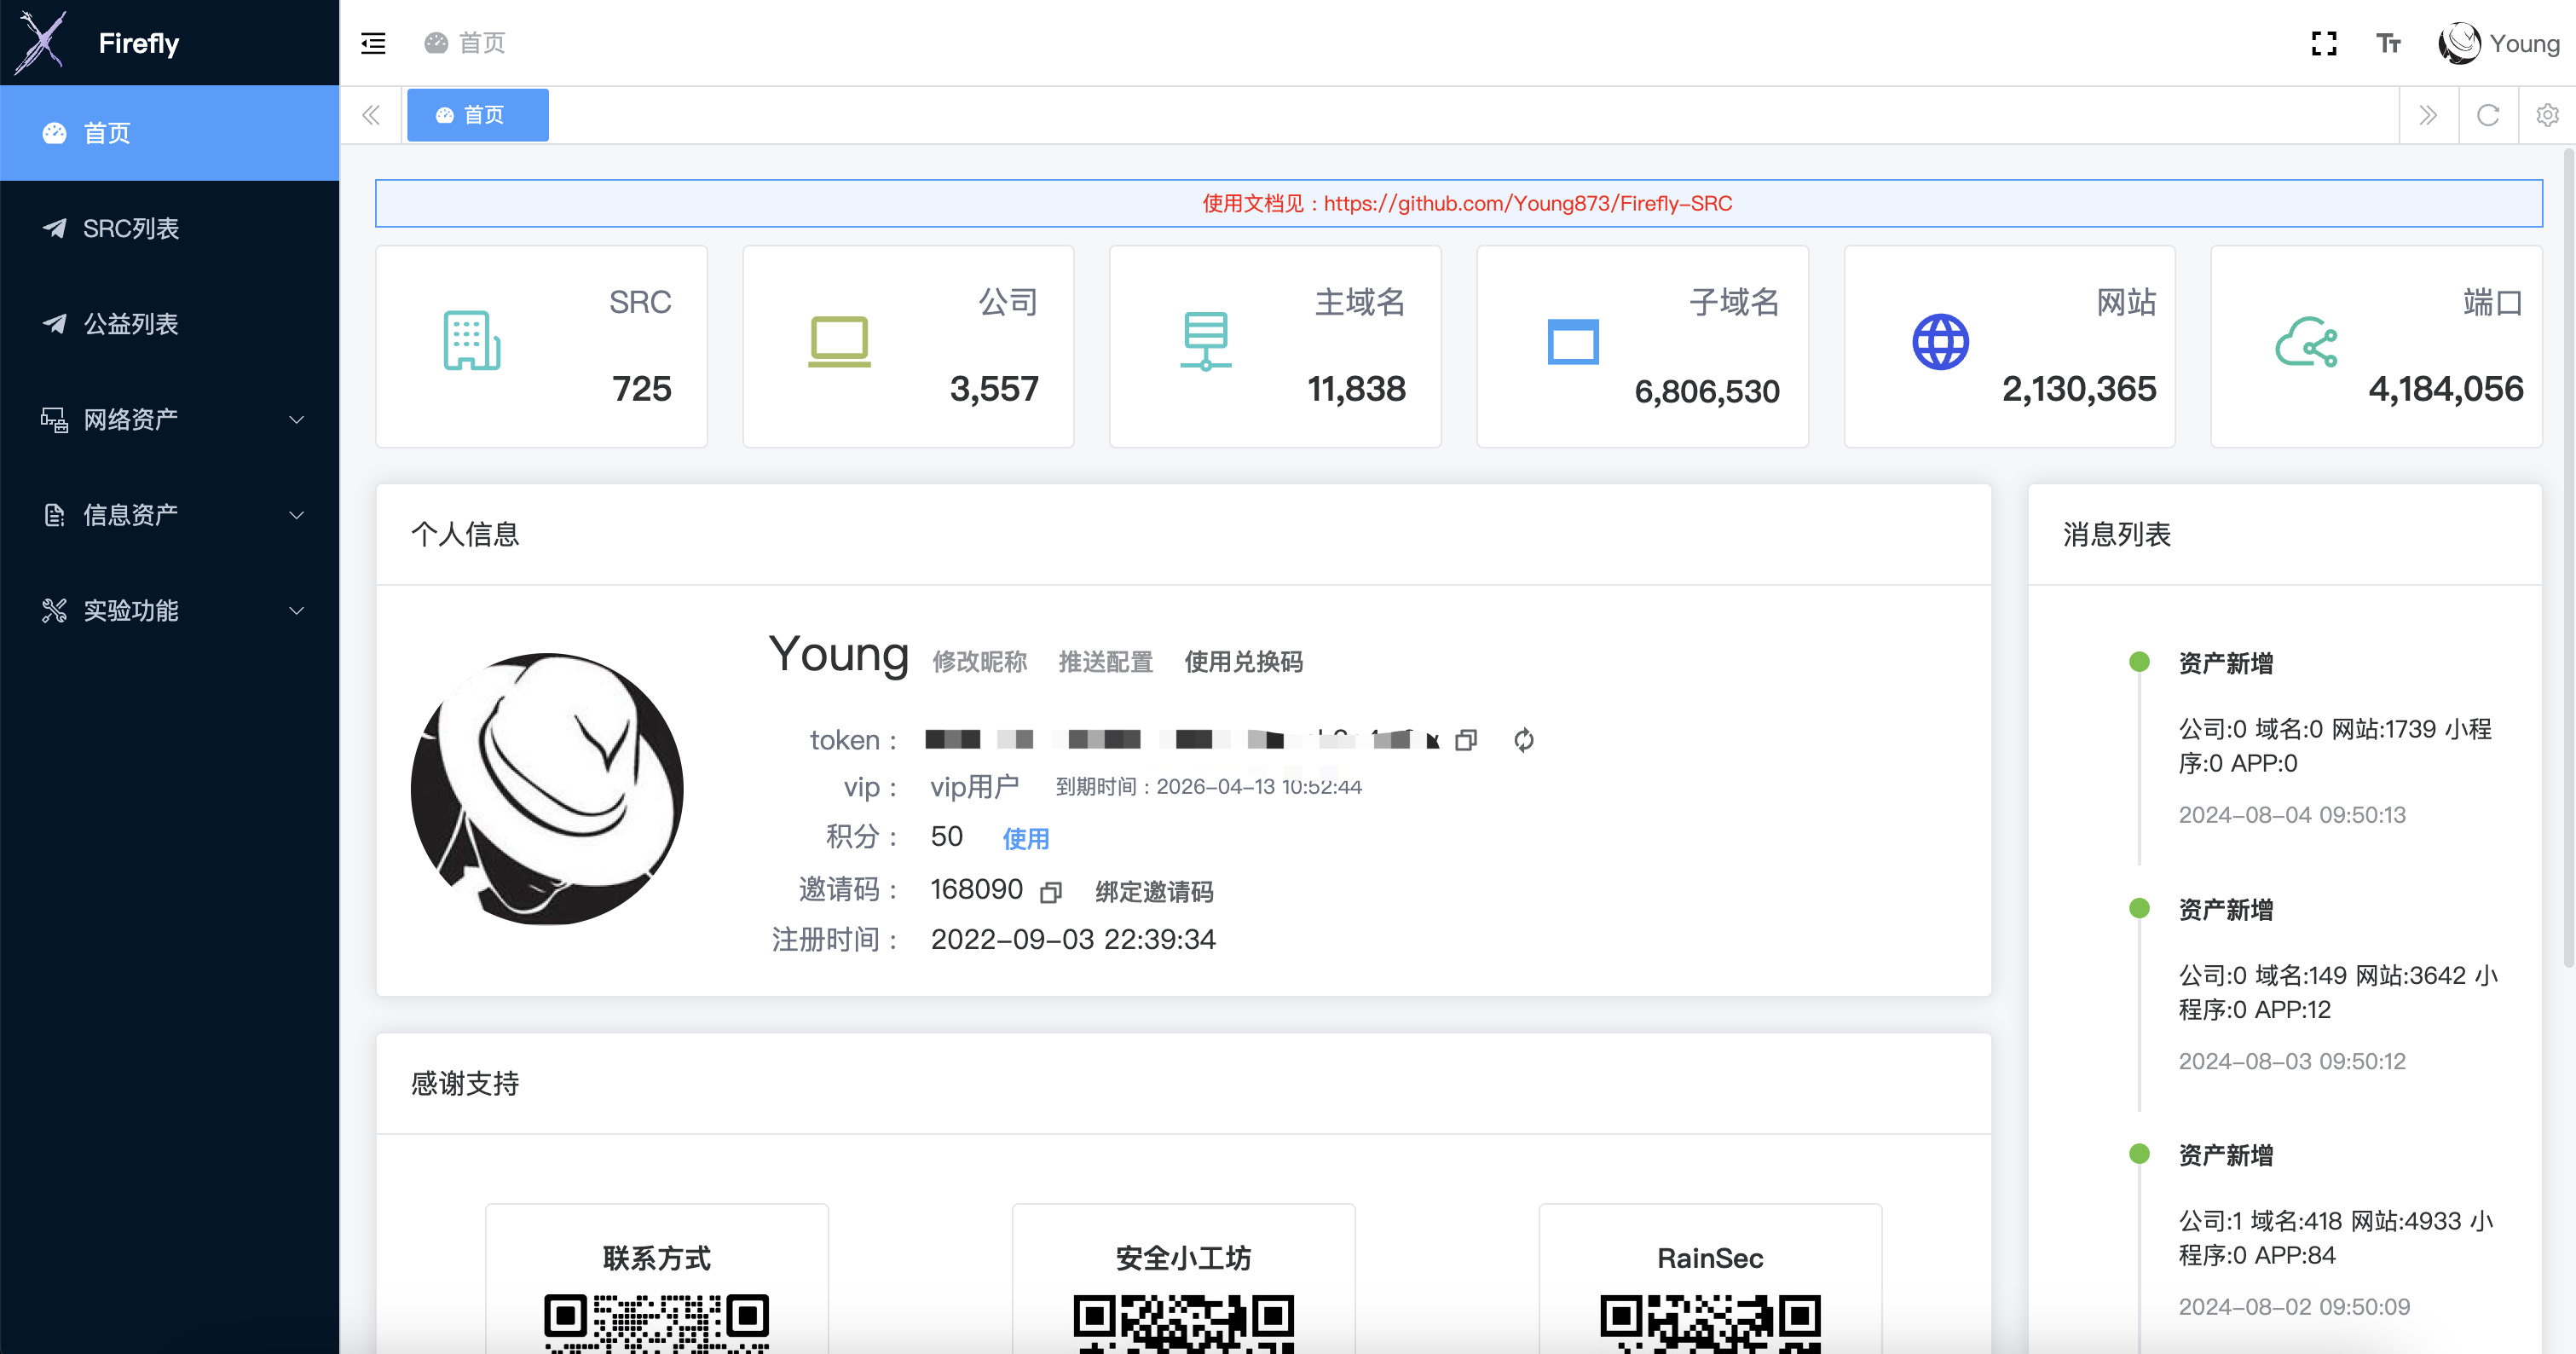 Firefly
首页
SRC列表
公益列表
网络资产
信息资产
实验功能
首页
Young
首页
使用文档见：https://github.com/Young873/Firefly-SRC
SRC
725
公司
3,557
主域名
11,838
子域名
6,806,530
网站
2,130,365
端口
4,184,056
个人信息
Young 修改昵称 推送配置 使用兑换码
token：
vip： vip用户 到期时间：2026-04-13 10:52:44
积分： 50 使用
邀请码： 168090 绑定邀请码
注册时间： 2022-09-03 22:39:34
感谢支持
联系方式
安全小工坊
RainSec
消息列表
资产新增
公司:0 域名:0 网站:1739 小程
序:0 APP:0
2024-08-04 09:50:13
资产新增
公司:0 域名:149 网站:3642 小
程序:0 APP:12
2024-08-03 09:50:12
资产新增
公司:1 域名:418 网站:4933 小
程序:0 APP:84
2024-08-02 09:50:09